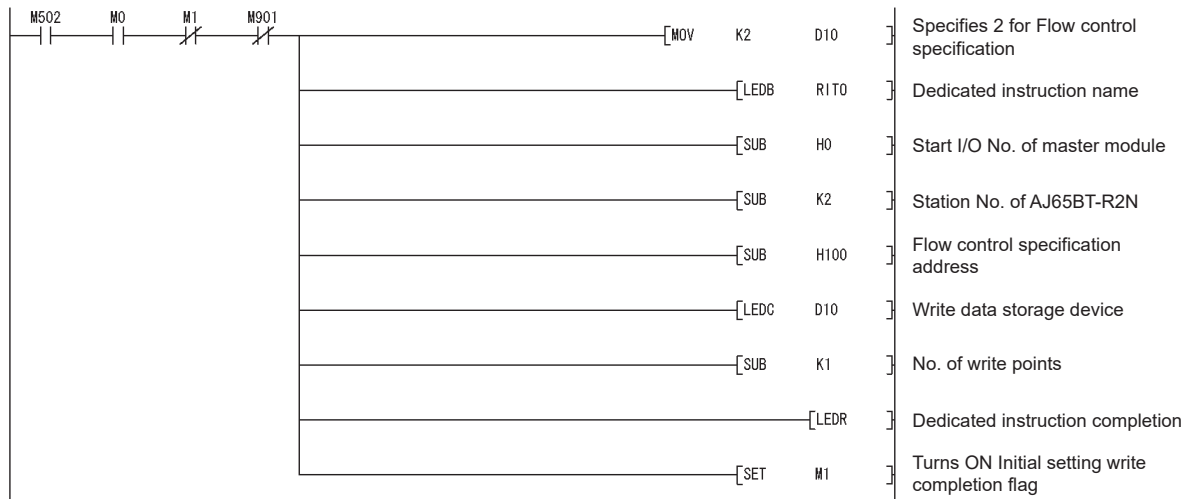 M502 M0 M1 M901
MOV K2 D10 Specifies 2 for Flow control
specification
LEDB RITO Dedicated instruction name
SUB H0 Start I/O No. of master module
SUB K2 Station No. of AJ65BT-R2N
SUB H100 Flow control specification
address
LEDC D10 Write data storage device
SUB K1 No. of write points
LEDR Dedicated instruction completion
SET M1 Turns ON Initial setting write
completion flag